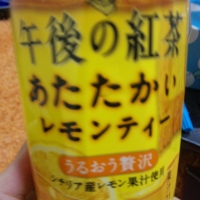 午後の紅茶
あたたかい
レモンティー
うるおう贅沢
シチリア産レモン果汁使用